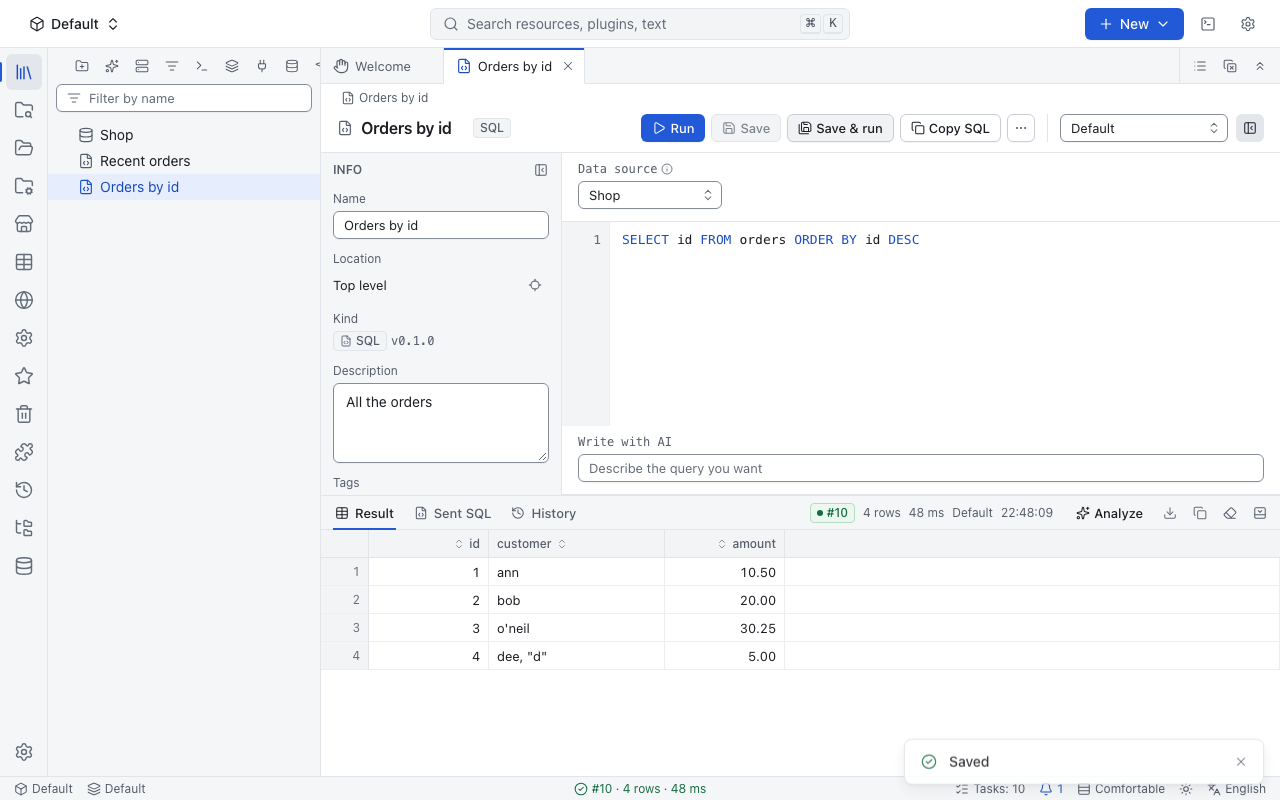 Default
Search resources, plugins, text
⌘ K
New
Filter by name
Shop
Recent orders
Orders by id
Welcome
Orders by id
Orders by id
Orders by id
SQL
Run
Save
Save & run
Copy SQL
Default
INFO
Name
Orders by id
Location
Top level
Kind
SQL v0.1.0
Description
All the orders
Tags
Data source
Shop
1 SELECT id FROM orders ORDER BY id DESC
Write with AI
Describe the query you want
Result
Sent SQL
History
#10 4 rows 48 ms Default 22:48:09
Analyze
id customer amount
1 1 ann 10.50
2 2 bob 20.00
3 3 o'neil 30.25
4 4 dee, "d" 5.00
Saved
Default
Default
#10 · 4 rows · 48 ms
Tasks: 10
1
Comfortable
English